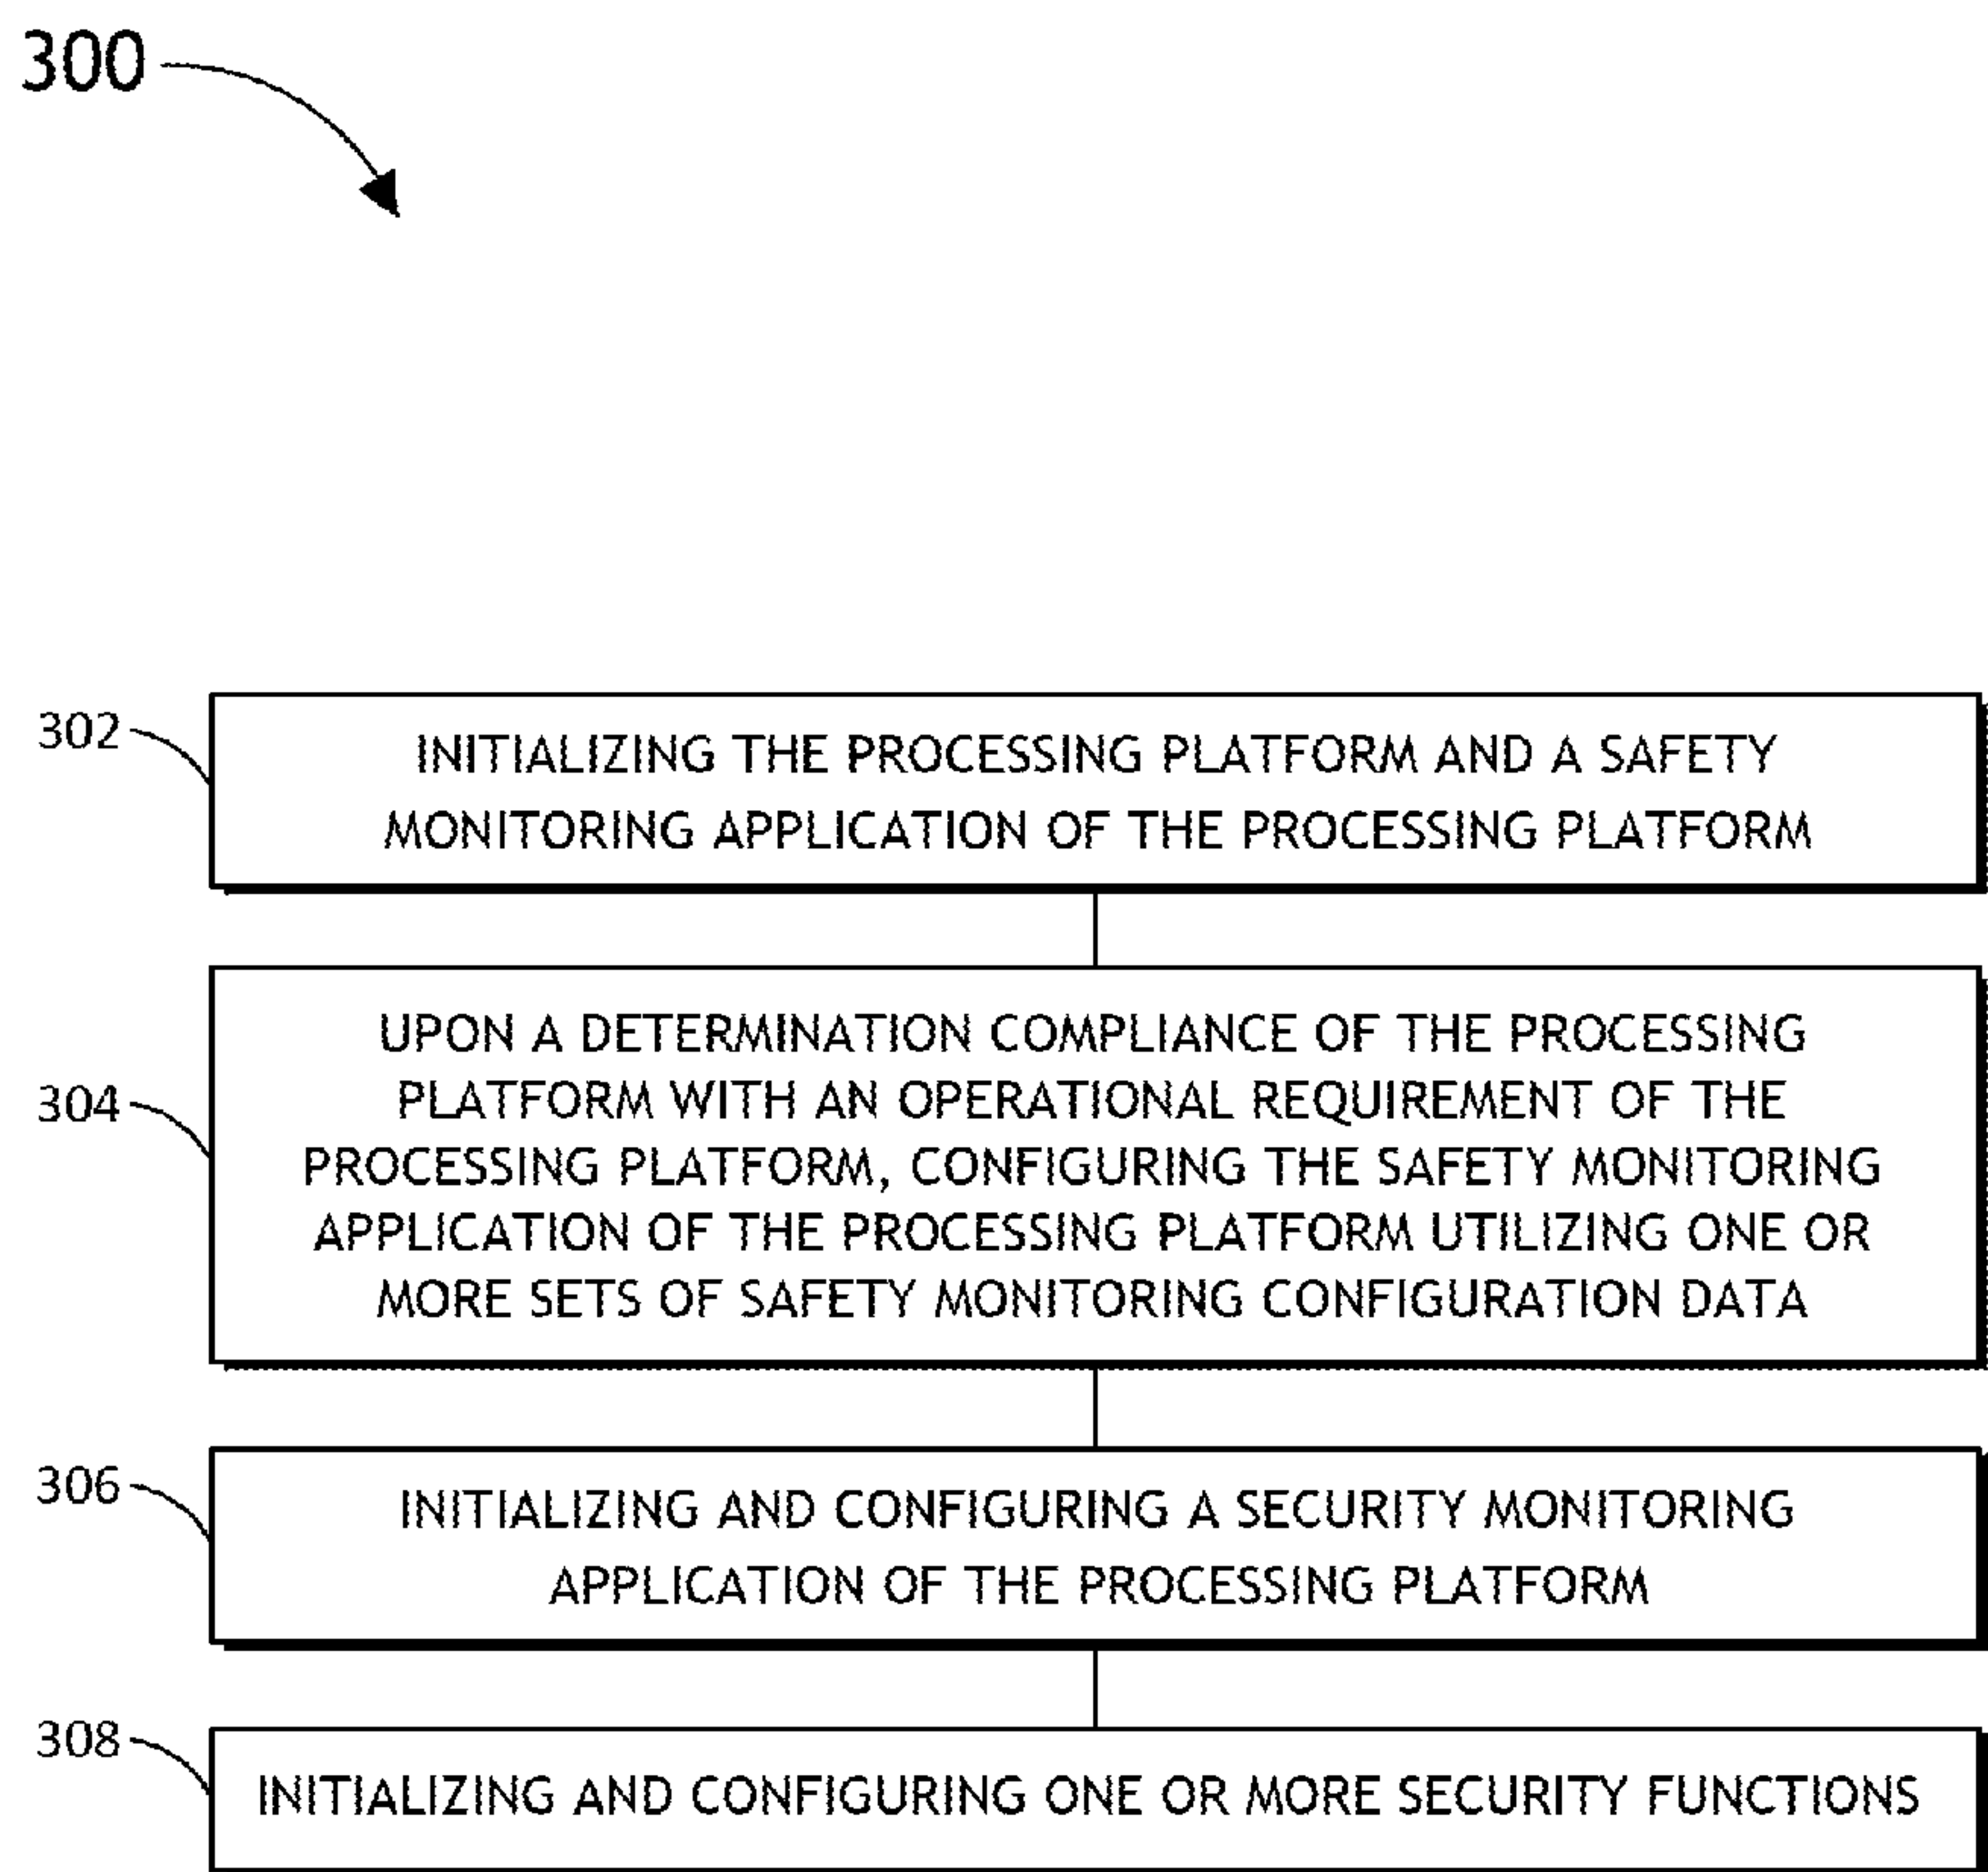 300
302
INITIALIZING THE PROCESSING PLATFORM AND A SAFETY
MONITORING APPLICATION OF THE PROCESSING PLATFORM
304
UPON A DETERMINATION COMPLIANCE OF THE PROCESSING
PLATFORM WITH AN OPERATIONAL REQUIREMENT OF THE
PROCESSING PLATFORM, CONFIGURING THE SAFETY MONITORING
APPLICATION OF THE PROCESSING PLATFORM UTILIZING ONE OR
MORE SETS OF SAFETY MONITORING CONFIGURATION DATA
306
INITIALIZING AND CONFIGURING A SECURITY MONITORING
APPLICATION OF THE PROCESSING PLATFORM
308
INITIALIZING AND CONFIGURING ONE OR MORE SECURITY FUNCTIONS